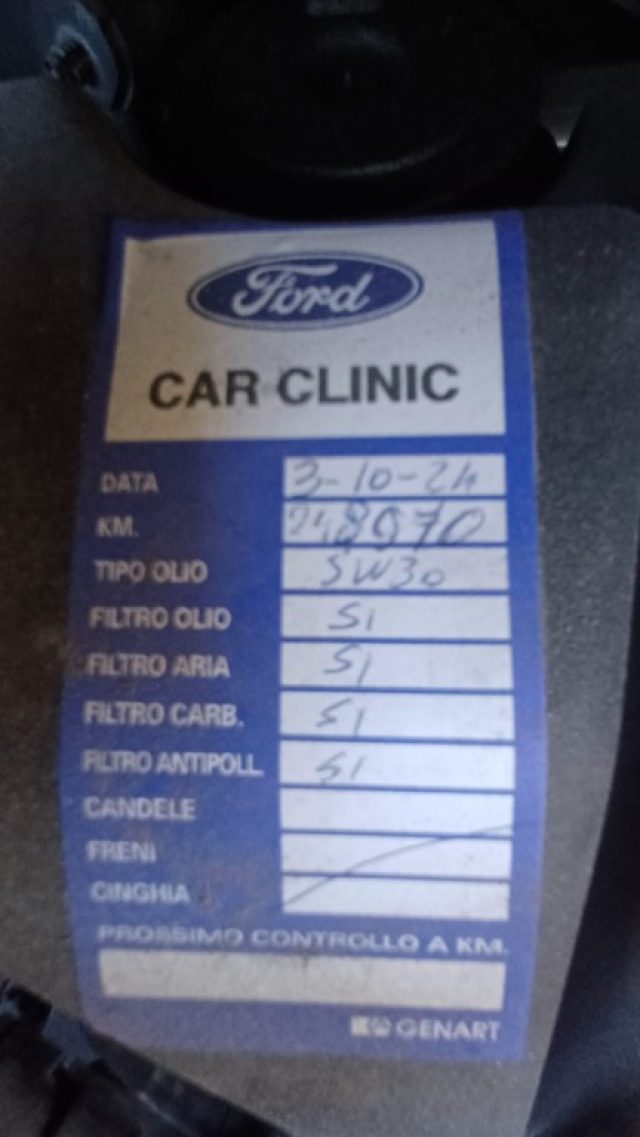 Ford
CAR CLINIC
DATA 3-10-24
KM. 248970
TIPO OLIO 5W30
FILTRO OLIO SI
FILTRO ARIA SI
FILTRO CARB. SI
FILTRO ANTIPOLL. SI
CANDELE
FRENI
CINGHIA
PROSSIMO CONTROLLO A KM.
GENART